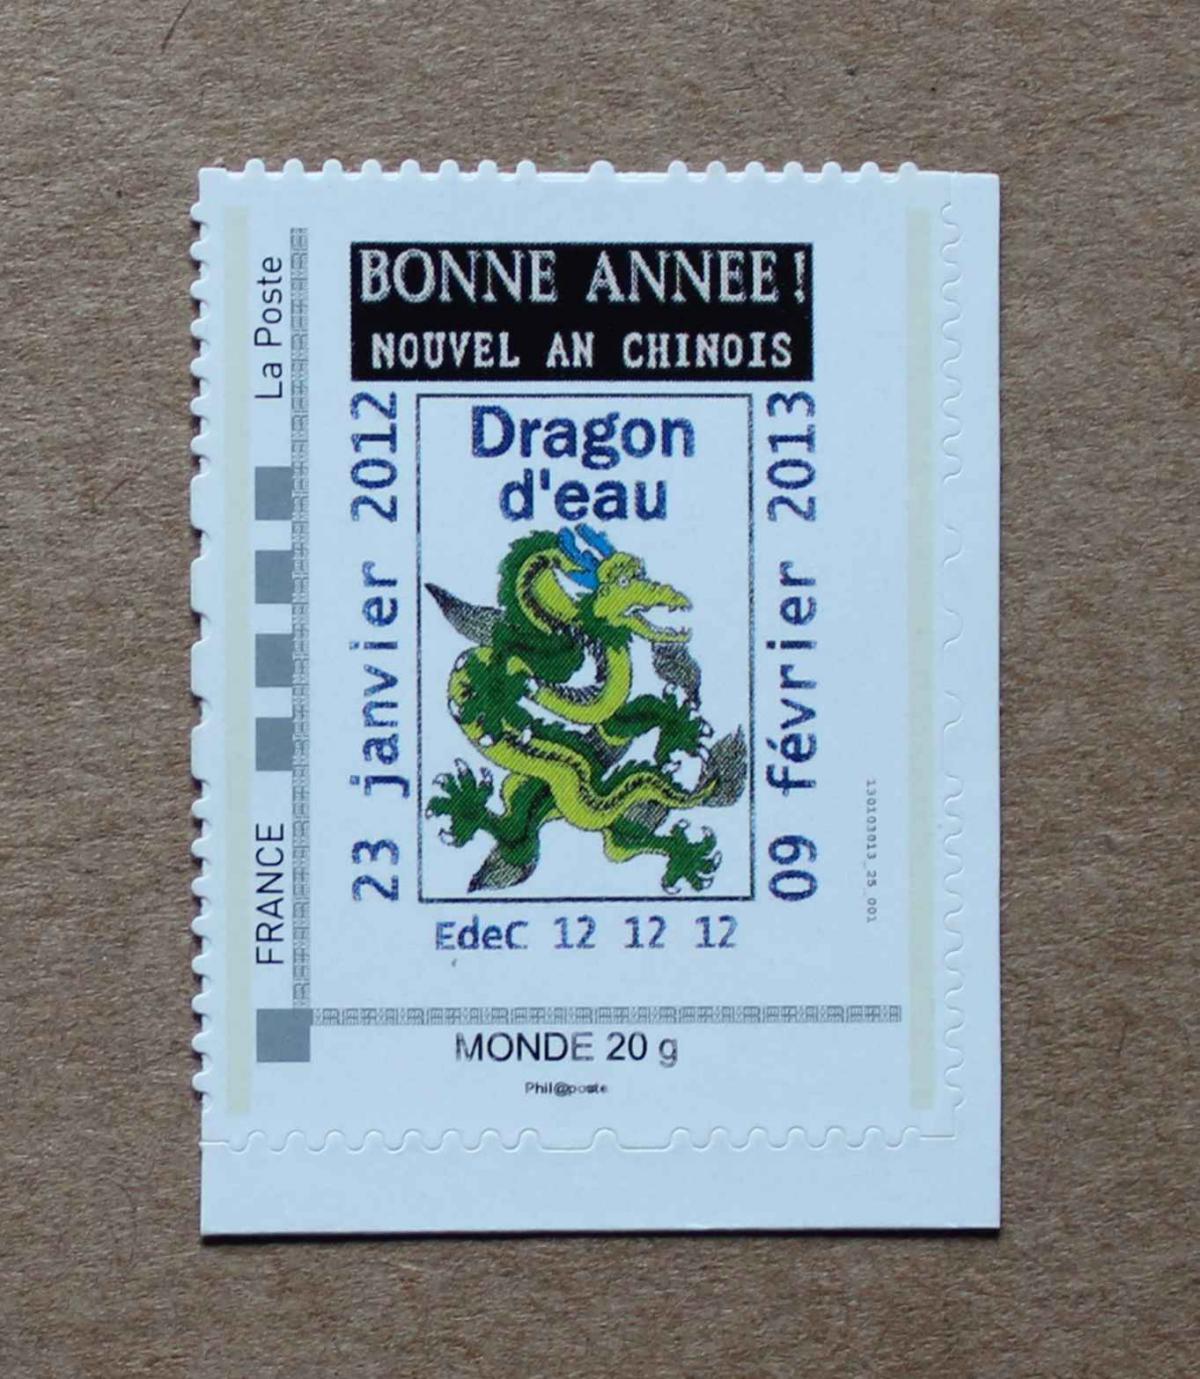 BONNE ANNEE !
NOUVEL AN CHINOIS
La Poste
FRANCE
23 janvier 2012
Dragon
d'eau
09 février 2013
EdeC 12 12 12
130103013_25_001
MONDE 20 g
Phil@poste